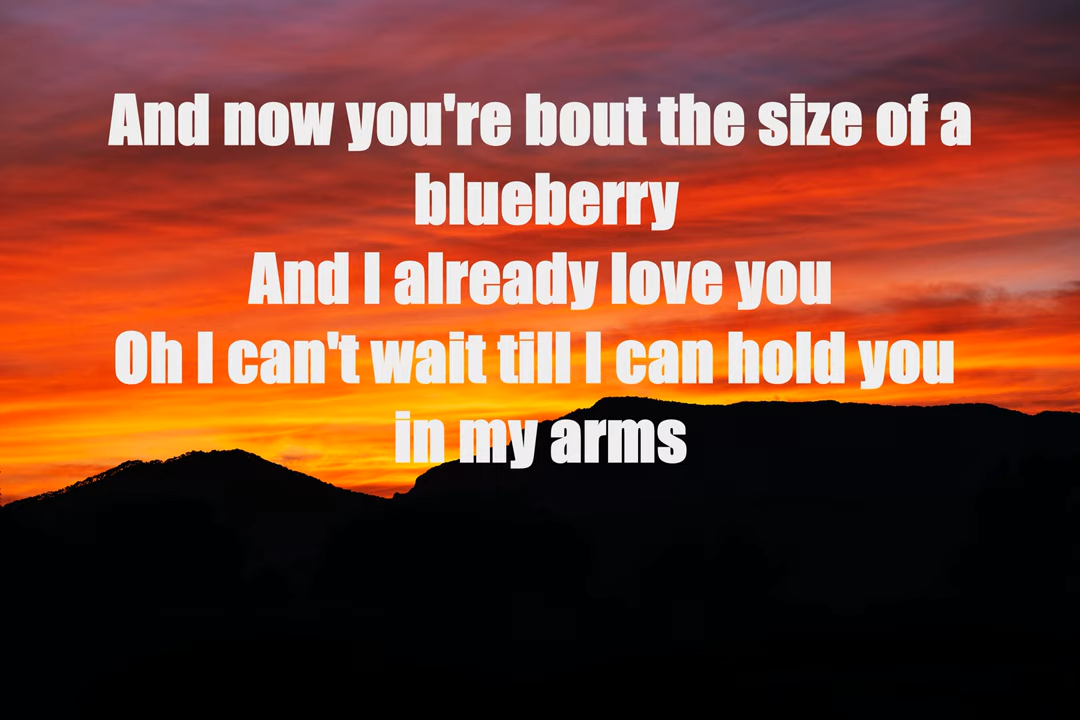 And now you're bout the size of a
blueberry
And I already love you
Oh I can't wait till I can hold you
in my arms